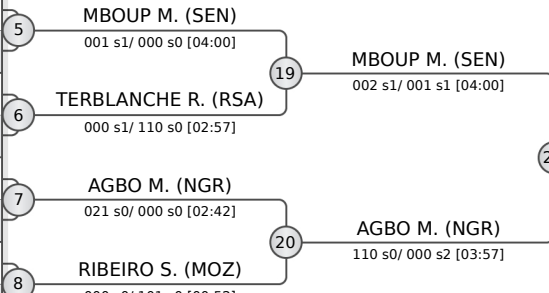 5
MBOUP M. (SEN)
001 s1/ 000 s0 [04:00]
19
MBOUP M. (SEN)
002 s1/ 001 s1 [04:00]
6
TERBLANCHE R. (RSA)
000 s1/ 110 s0 [02:57]
7
AGBO M. (NGR)
021 s0/ 000 s0 [02:42]
20
AGBO M. (NGR)
110 s0/ 000 s2 [03:57]
8
RIBEIRO S. (MOZ)